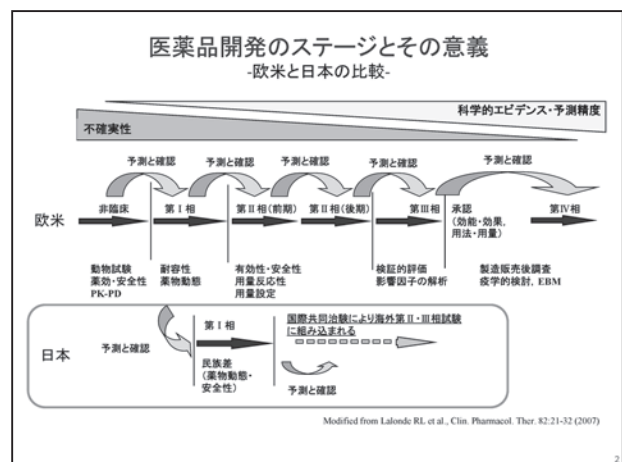 医薬品開発のステージとその意義
-欧米と日本の比較-
科学的エビデンス・予測精度
不確実性
予測と確認
予測と確認
予測と確認
予測と確認
予測と確認
欧米
非臨床
第Ⅰ相
第Ⅱ相(前期)
第Ⅱ相(後期)
第Ⅲ相
承認
(効能・効果,
用法・用量)
第Ⅳ相
動物試験
薬効・安全性
PK-PD
耐容性
薬物動態
有効性・安全性
用量反応性
用量設定
検証的評価
影響因子の解析
製造販売後調査
疫学的検討, EBM
日本
予測と確認
第Ⅰ相
民族差
(薬物動態・
安全性)
国際共同治験により海外第Ⅱ・Ⅲ相試験
に組み込まれる
予測と確認
Modified from Lalonde RL et al., Clin. Pharmacol. Ther. 82:21-32 (2007)
2